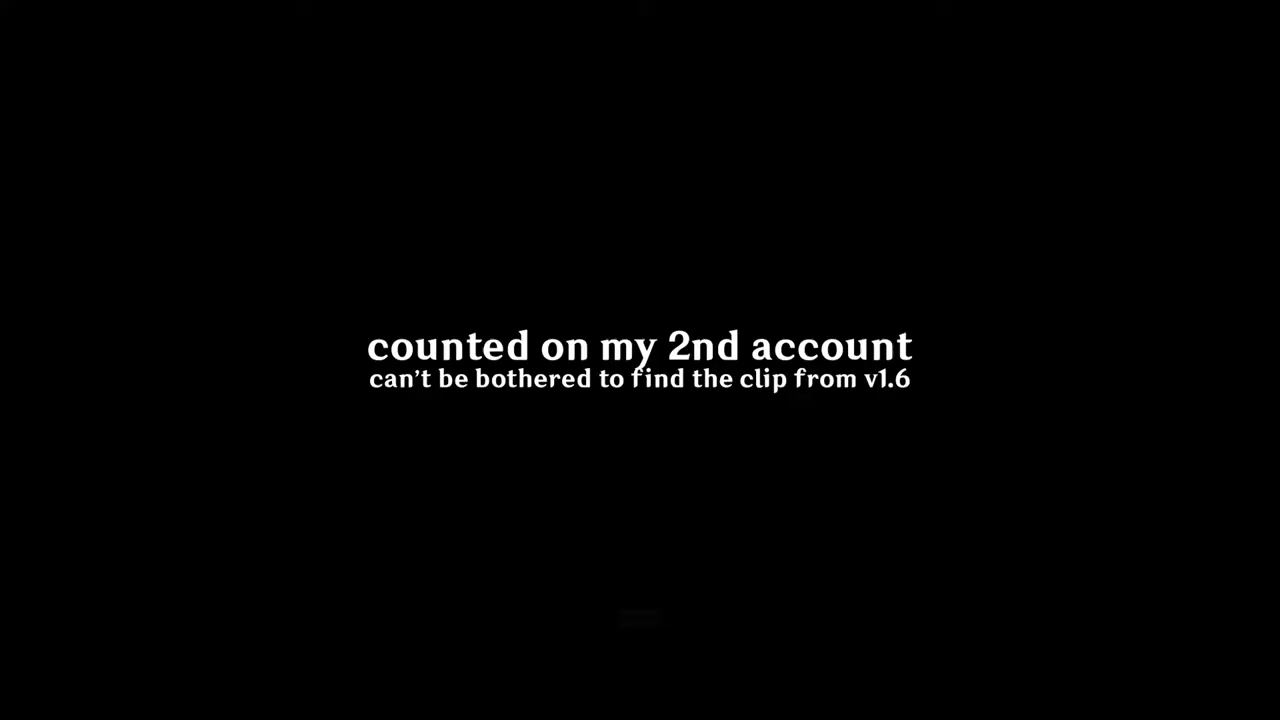 counted on my 2nd account
can't be bothered to find the clip from v1.6